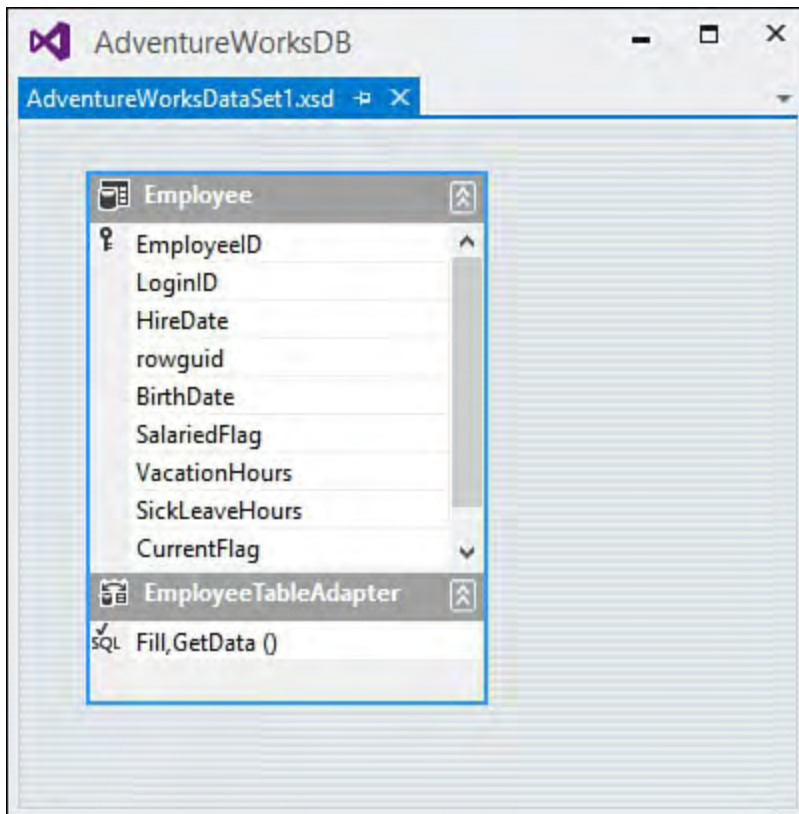 AdventureWorksDB
AdventureWorksDataSet1.xsd
Employee
EmployeeID
LoginID
HireDate
rowguid
BirthDate
SalariedFlag
VacationHours
SickLeaveHours
CurrentFlag
EmployeeTableAdapter
SQL Fill,GetData ()